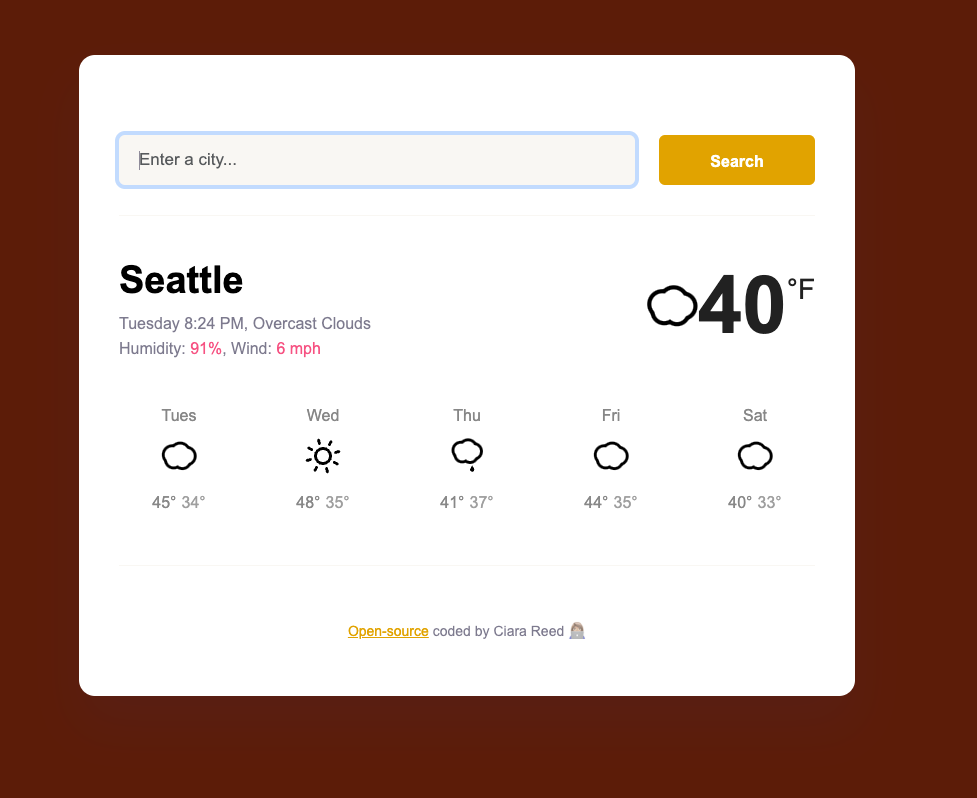 Enter a city...
Search
Seattle
40 °F
Tuesday 8:24 PM, Overcast Clouds
Humidity: 91%, Wind: 6 mph
Tues Wed Thu Fri Sat
45° 34° 48° 35° 41° 37° 44° 35° 40° 33°
Open-source coded by Ciara Reed 👩🏼‍💻